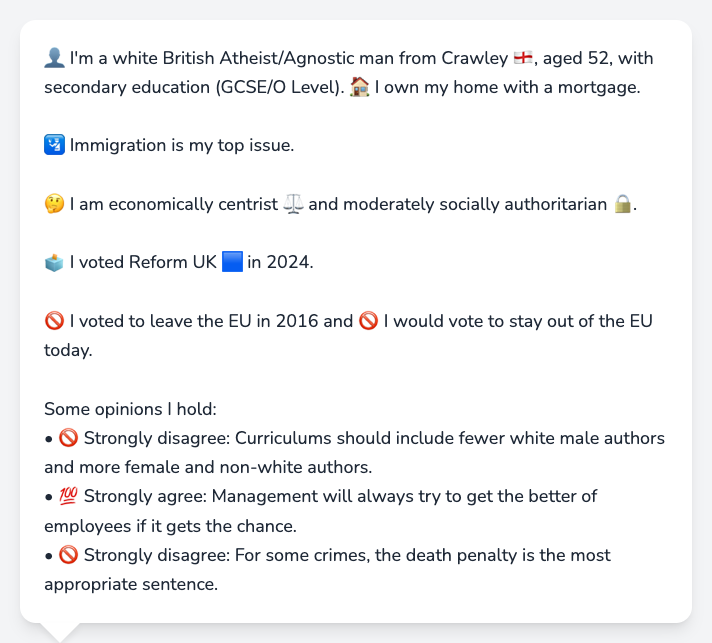 👤 I'm a white British Atheist/Agnostic man from Crawley 🏴󠁧󠁢󠁥󠁮󠁧󠁿, aged 52, with
secondary education (GCSE/O Level). 🏠 I own my home with a mortgage.
🛂 Immigration is my top issue.
🤔 I am economically centrist ⚖️ and moderately socially authoritarian 🔒.
🗳️ I voted Reform UK 🟦 in 2024.
🚫 I voted to leave the EU in 2016 and 🚫 I would vote to stay out of the EU
today.
Some opinions I hold:
• 🚫 Strongly disagree: Curriculums should include fewer white male authors
and more female and non-white authors.
• 💯 Strongly agree: Management will always try to get the better of
employees if it gets the chance.
• 🚫 Strongly disagree: For some crimes, the death penalty is the most
appropriate sentence.